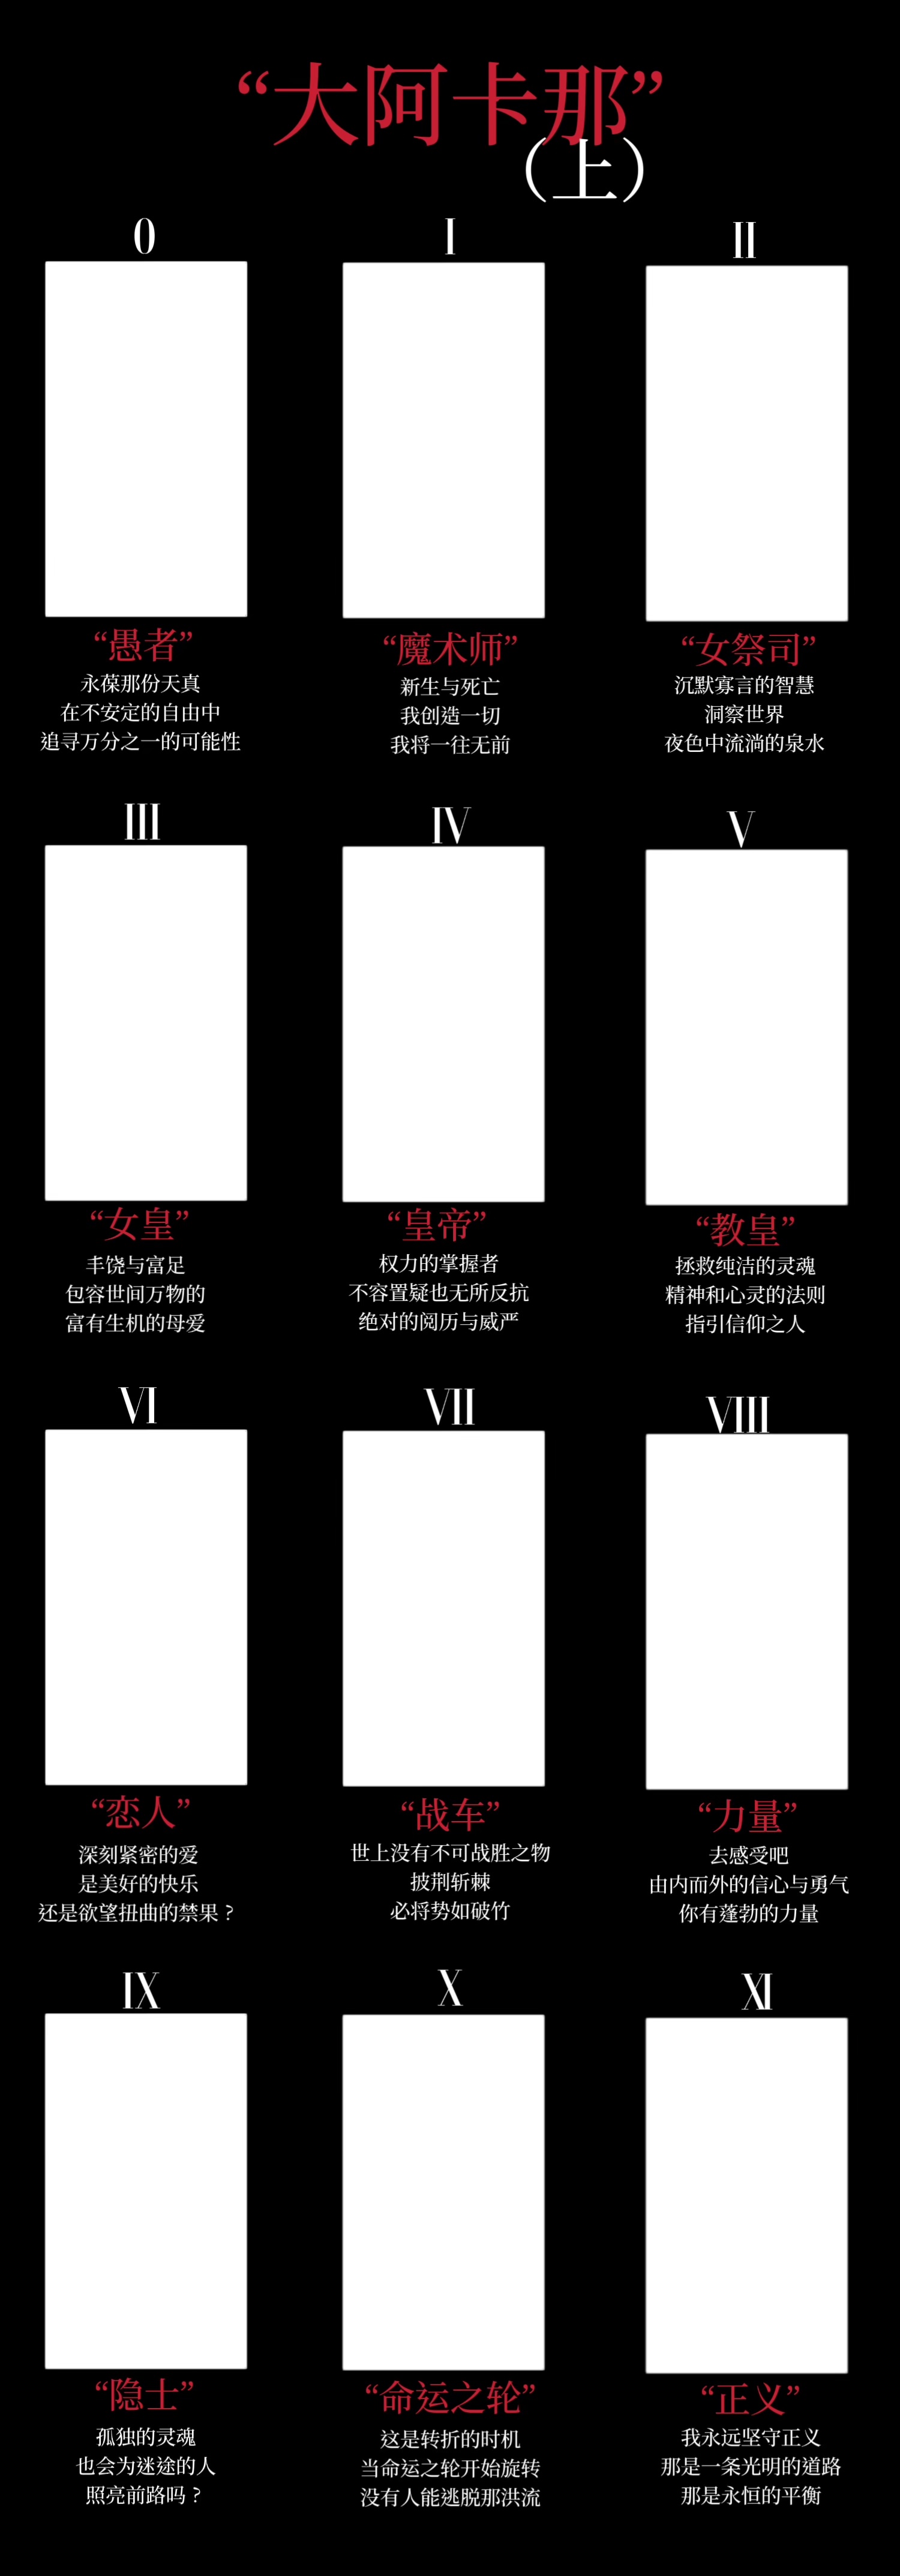 “大阿卡那”
（上）
0
I
II
“愚者”
永葆那份天真
在不安定的自由中
追寻万分之一的可能性
“魔术师”
新生与死亡
我创造一切
我将一往无前
“女祭司”
沉默寡言的智慧
洞察世界
夜色中流淌的泉水
III
IV
V
“女皇”
丰饶与富足
包容世间万物的
富有生机的母爱
“皇帝”
权力的掌握者
不容置疑也无所反抗
绝对的阅历与威严
“教皇”
拯救纯洁的灵魂
精神和心灵的法则
指引信仰之人
VI
VII
VIII
“恋人”
深刻紧密的爱
是美好的快乐
还是欲望扭曲的禁果？
“战车”
世上没有不可战胜之物
披荆斩棘
必将势如破竹
“力量”
去感受吧
由内而外的信心与勇气
你有蓬勃的力量
IX
X
XI
“隐士”
孤独的灵魂
也会为迷途的人
照亮前路吗？
“命运之轮”
这是转折的时机
当命运之轮开始旋转
没有人能逃脱那洪流
“正义”
我永远坚守正义
那是一条光明的道路
那是永恒的平衡